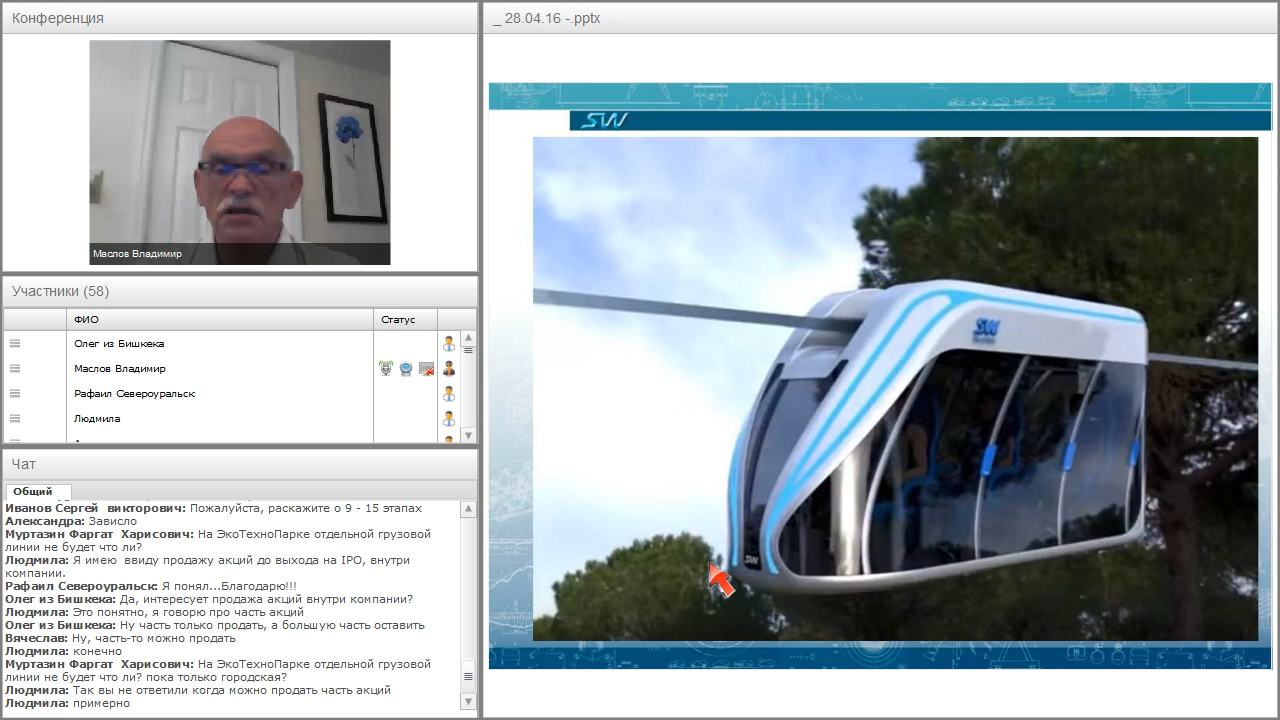 Конференция
Маслов Владимир
Участники (58)
ФИО
Статус
Олег из Бишкека
Маслов Владимир
Рафаил Североуральск
Людмила
Чат
Общий
Иванов Сергей викторович: Пожалуйста, раскажите о 9 - 15 этапах
Александра: Зависло
Муртазин Фаргат Харисович: На ЭкоТехноПарке отдельной грузовой
линии не будет что ли?
Людмила: Я имею ввиду продажу акций до выхода на IPO, внутри
компании.
Рафаил Североуральск: Я понял...Благодарю!!!
Олег из Бишкека: Да, интересует продажа акций внутри компании?
Людмила: Это понятно, я говорю про часть акций
Олег из Бишкека: Ну часть только продать, а большую часть оставить
Вячеслав: Ну, часть-то можно продать
Людмила: конечно
Муртазин Фаргат Харисович: На ЭкоТехноПарке отдельной грузовой
линии не будет что ли? пока только городская?
Людмила: Так вы не ответили когда можно продать часть акций
Людмила: примерно
_ 28.04.16 -.pptx
SW
SW
SW